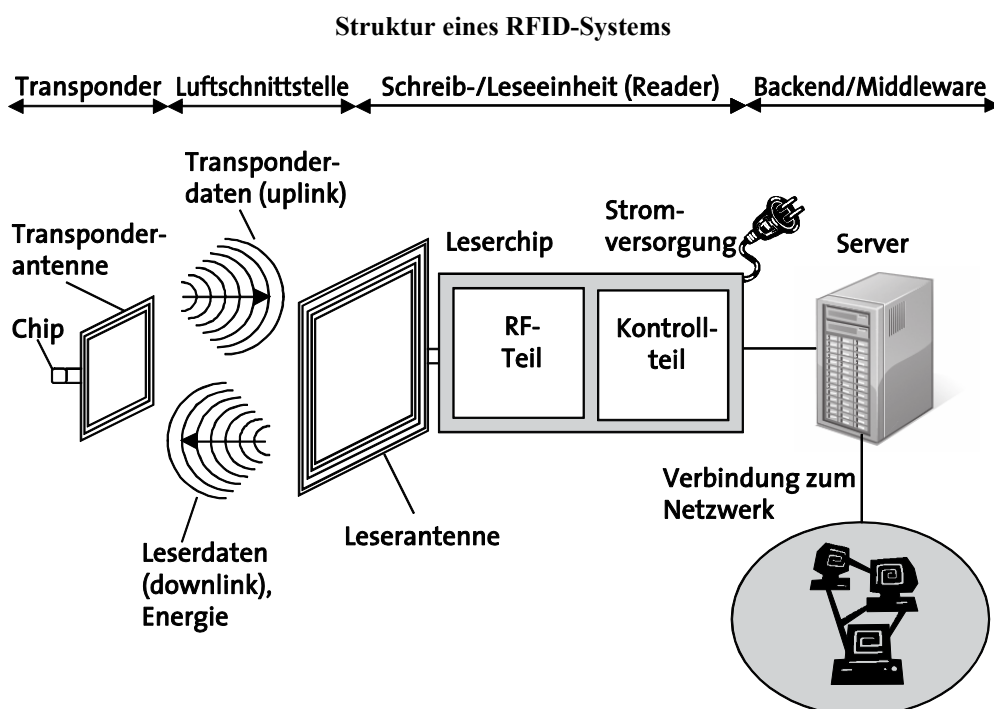 Struktur eines RFID-Systems
Transponder
Luftschnittstelle
Schreib-/Leseeinheit (Reader)
Backend/Middleware
Transponder-
daten (uplink)
Transponder-
antenne
Chip
Leserchip
Strom-
versorgung
Server
RF-
Teil
Kontroll-
teil
Verbindung zum
Netzwerk
Leserantenne
Leserdaten
(downlink),
Energie